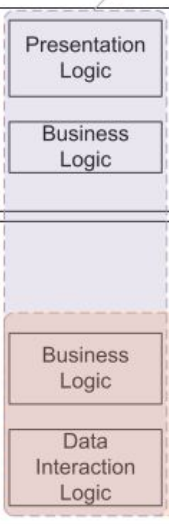 Presentation
Logic
Business
Logic
Business
Logic
Data
Interaction
Logic